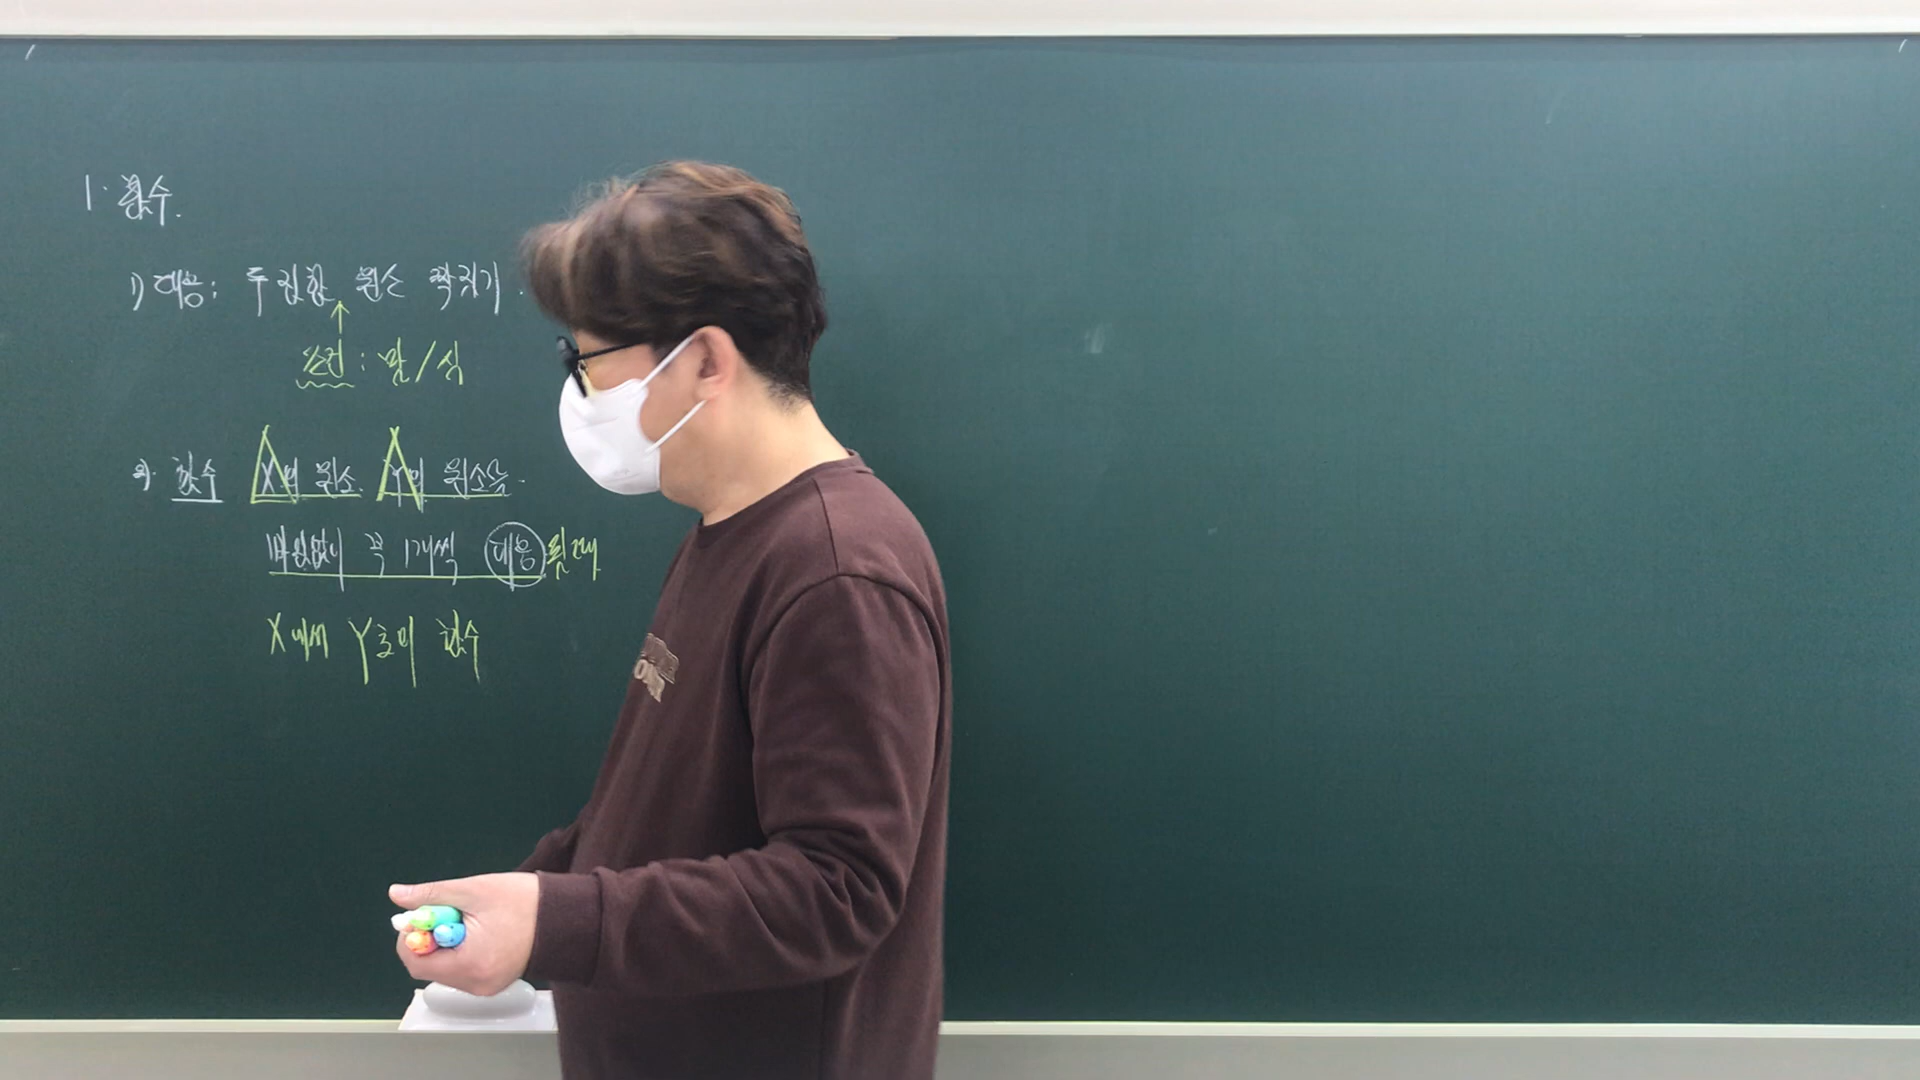 1. 함수.
1) 대응: 두 집합 원소 짝짓기.
조건: 말/식
2. 함수 X의 원소 Y의 원소는
빠짐없이 꼭 1개씩 대응될 때
X에서 Y로의 함수